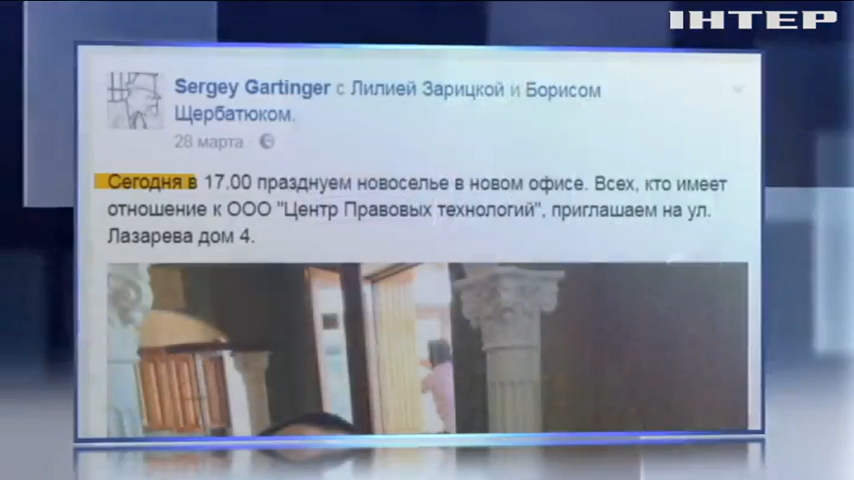 ІНТЕР
Sergey Gartinger с Лилией Зарицкой и Борисом
Щербатюком.
28 марта
Сегодня в 17.00 празднуем новоселье в новом офисе. Всех, кто имеет
отношение к ООО "Центр Правовых технологий", приглашаем на ул.
Лазарева дом 4.